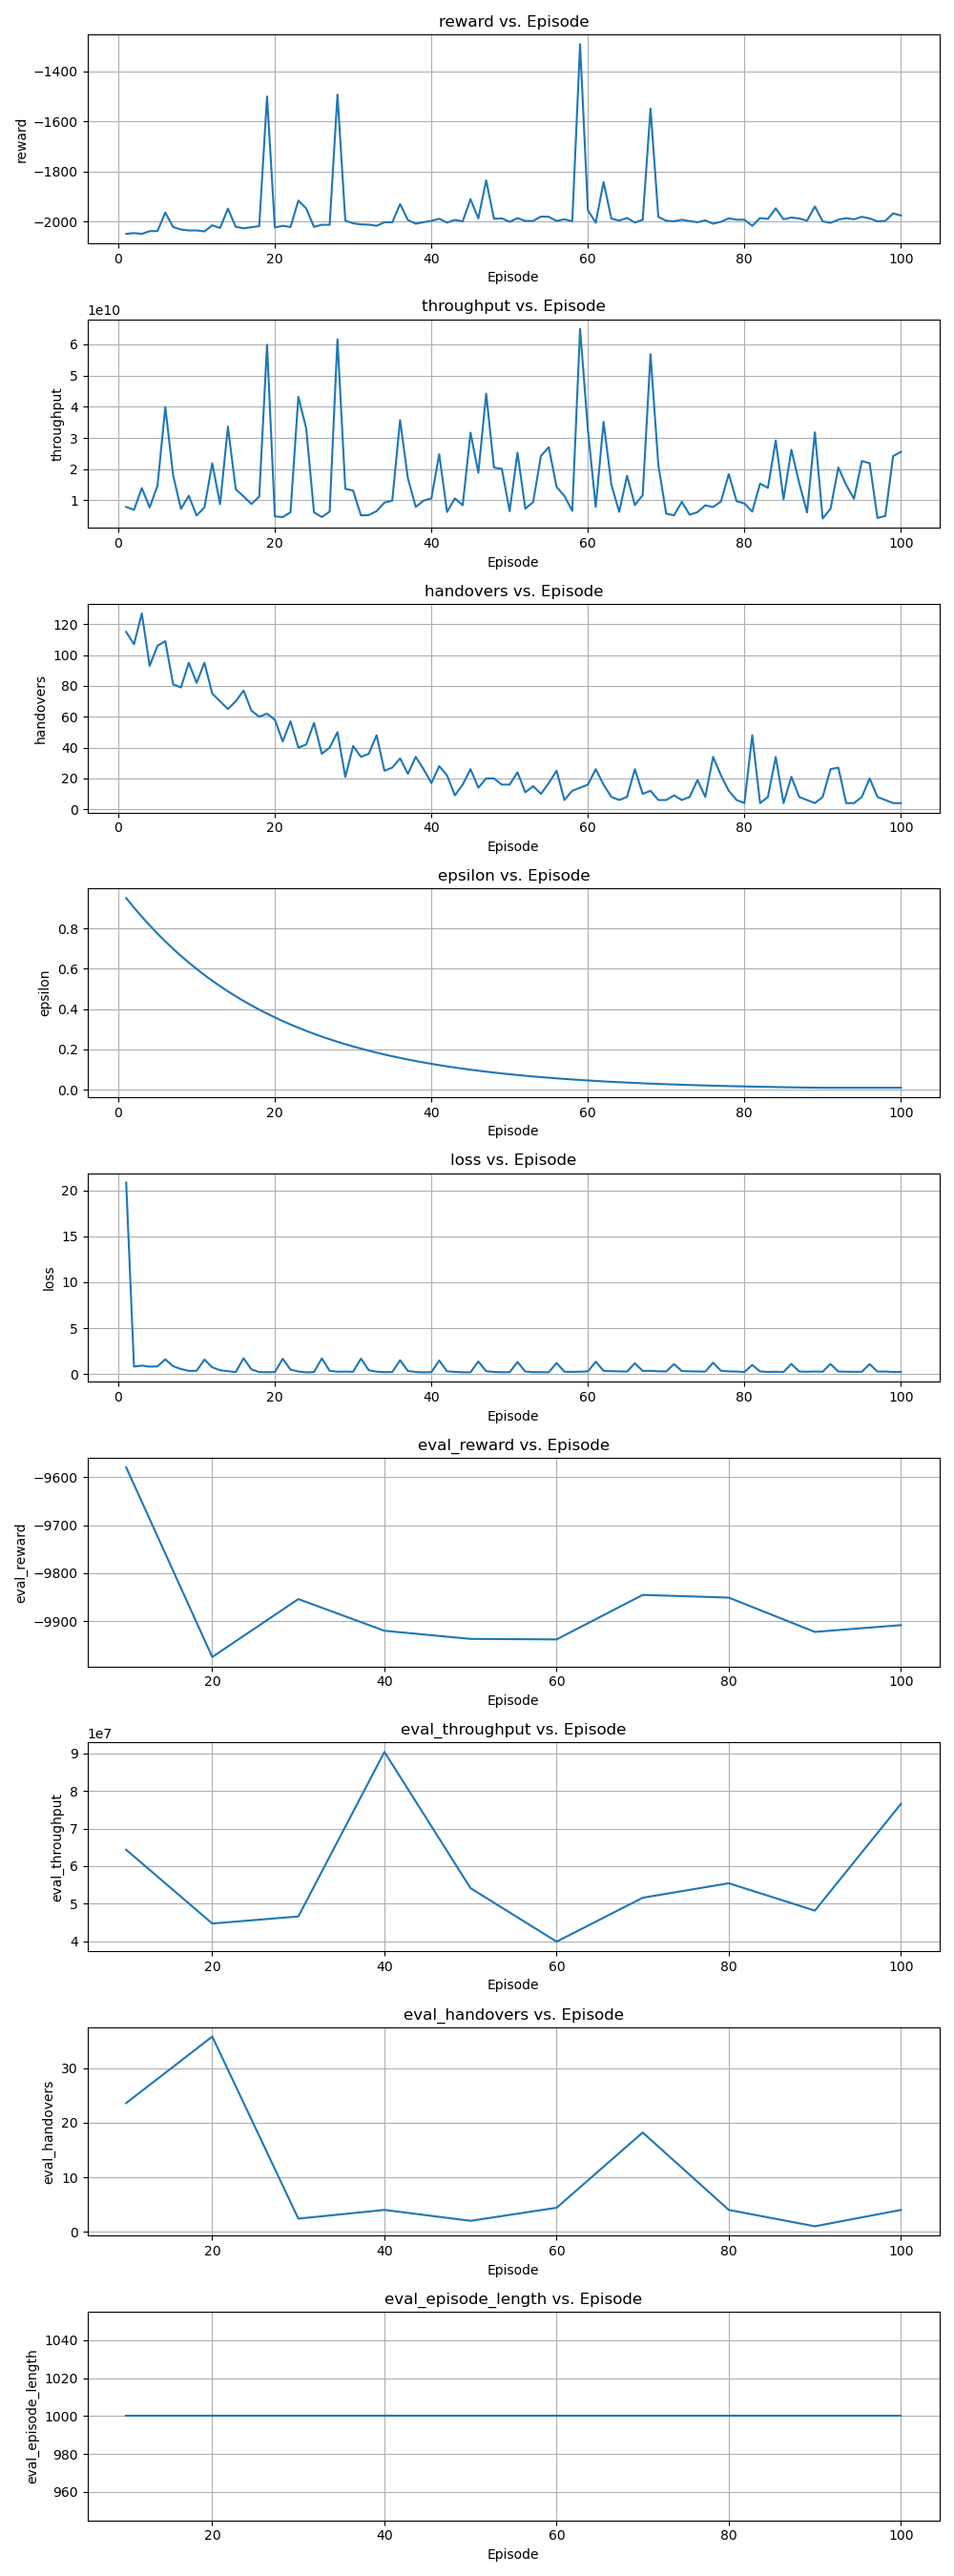 reward vs. Episode
−1400
−1600
−1800
−2000
reward
0 20 40 60 80 100
Episode
throughput vs. Episode
1e10
6
5
4
3
2
1
throughput
0 20 40 60 80 100
Episode
handovers vs. Episode
120
100
80
60
40
20
0
handovers
0 20 40 60 80 100
Episode
epsilon vs. Episode
0.8
0.6
0.4
0.2
0.0
epsilon
0 20 40 60 80 100
Episode
loss vs. Episode
20
15
10
5
0
loss
0 20 40 60 80 100
Episode
eval_reward vs. Episode
−9600
−9700
−9800
−9900
eval_reward
20 40 60 80 100
Episode
eval_throughput vs. Episode
1e7
9
8
7
6
5
4
eval_throughput
20 40 60 80 100
Episode
eval_handovers vs. Episode
30
20
10
0
eval_handovers
20 40 60 80 100
Episode
eval_episode_length vs. Episode
1040
1020
1000
980
960
eval_episode_length
20 40 60 80 100
Episode